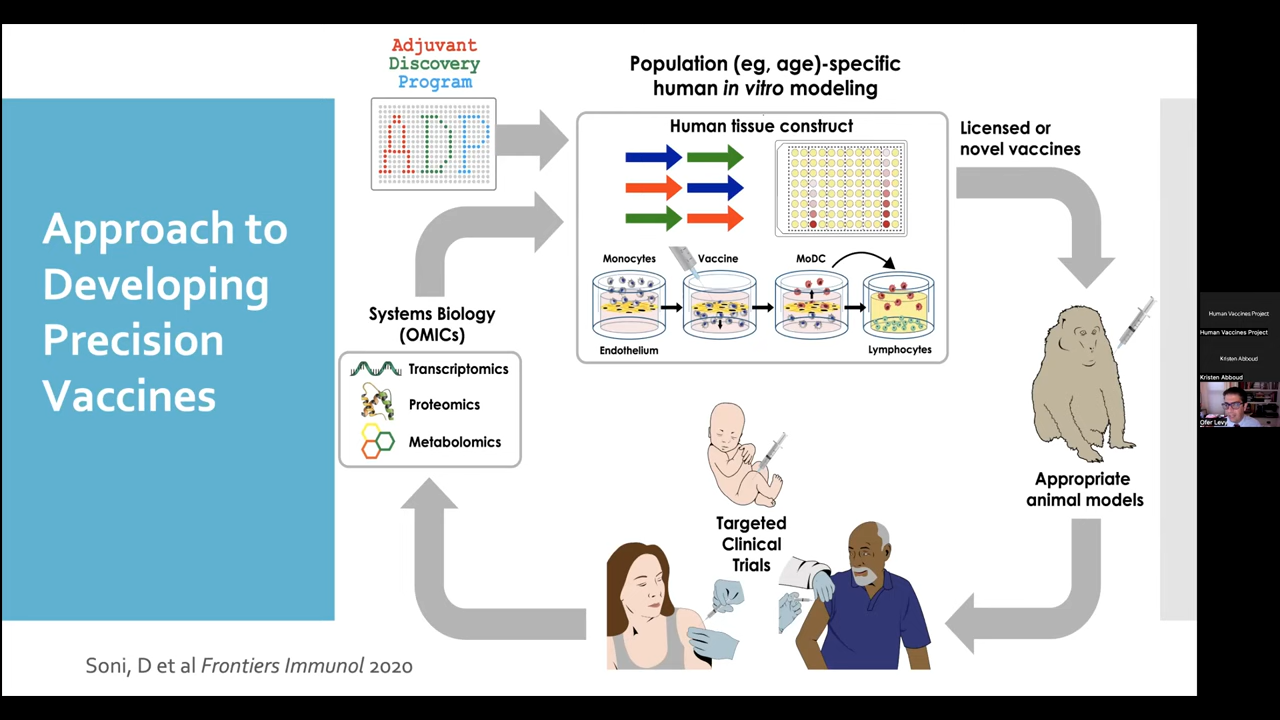 Approach to
Developing
Precision
Vaccines
Adjuvant
Discovery
Program
ADP
Population (eg, age)-specific
human in vitro modeling
Human tissue construct
Monocytes
Vaccine
MoDC
Endothelium
Lymphocytes
Licensed or
novel vaccines
Systems Biology
(OMICs)
Transcriptomics
Proteomics
Metabolomics
Appropriate
animal models
Targeted
Clinical
Trials
Soni, D et al Frontiers Immunol 2020
Human Vaccines Project
Human Vaccines Project
Kristen Abboud
Kristen Abboud
Ofer Levy